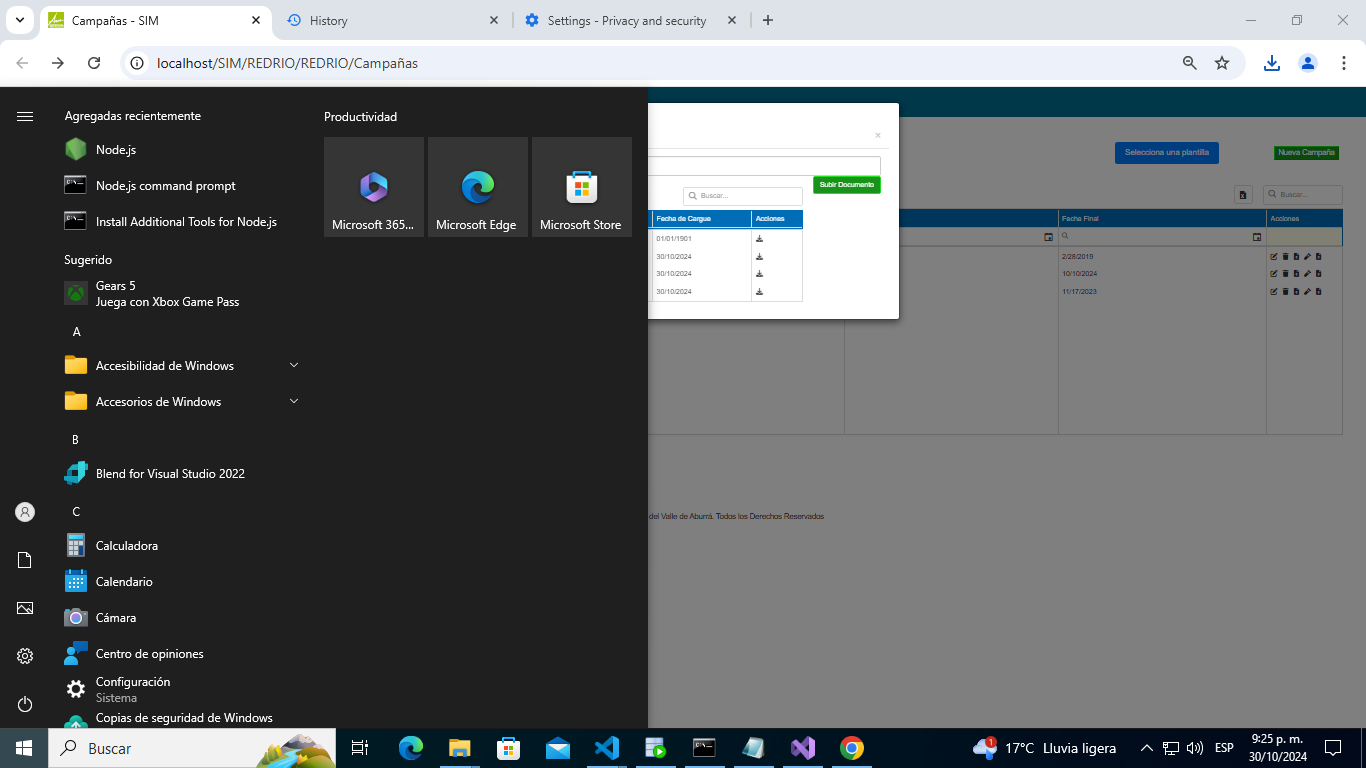 Campañas - SIM
History
Settings - Privacy and security
localhost/SIM/REDRIO/REDRIO/Campañas
Agregadas recientemente
Node.js
Node.js command prompt
Install Additional Tools for Node.js
Sugerido
Gears 5
Juega con Xbox Game Pass
A
Accesibilidad de Windows
Accesorios de Windows
B
Blend for Visual Studio 2022
C
Calculadora
Calendario
Cámara
Centro de opiniones
Configuración
Sistema
Copias de seguridad de Windows
Productividad
Microsoft 365...
Microsoft Edge
Microsoft Store
×
Subir Documento
Buscar...
Fecha de Cargue Acciones
01/01/1901
30/10/2024
30/10/2024
30/10/2024
Selecciona una plantilla
Nueva Campaña
Buscar...
Fecha Final Acciones
2/28/2019
10/10/2024
11/17/2023
del Valle de Aburrá. Todos los Derechos Reservados
Buscar
1
17°C Lluvia ligera
ESP
9:25 p. m.
30/10/2024